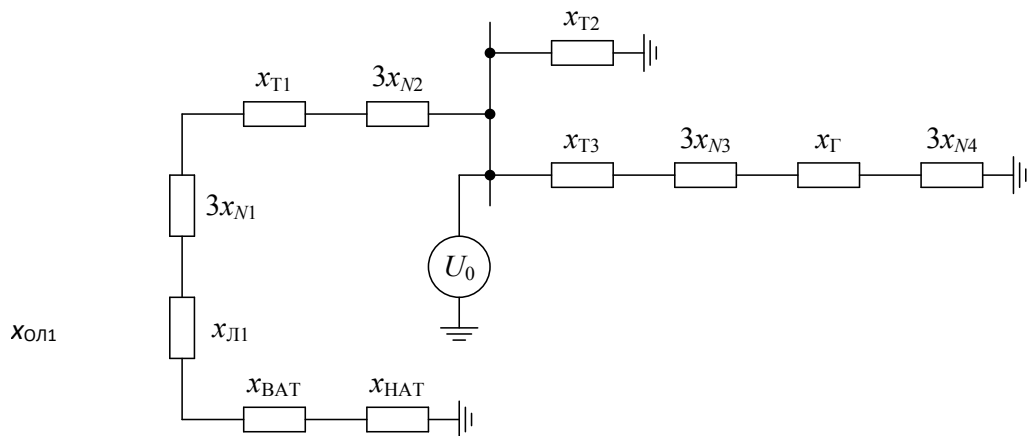 xТ2
xТ1 3xN2
xТ3 3xN3 xГ 3xN4
3xN1
U0
xОЛ1 xЛ1
xВАТ xНАТ